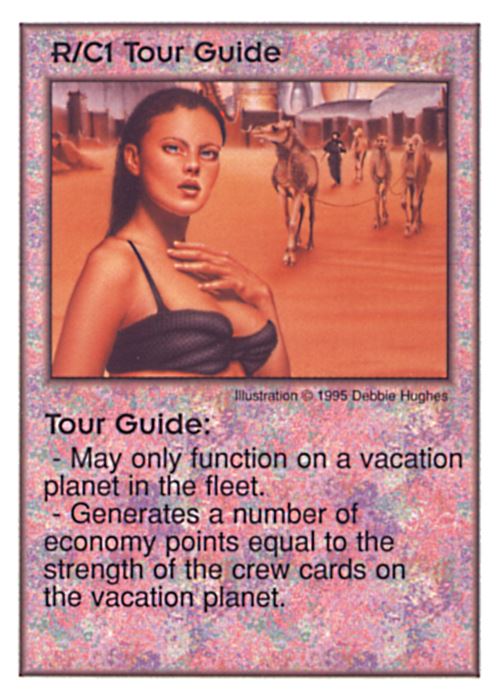 R/C1 Tour Guide
Illustration © 1995 Debbie Hughes
Tour Guide:
- May only function on a vacation
planet in the fleet.
- Generates a number of
economy points equal to the
strength of the crew cards on
the vacation planet.